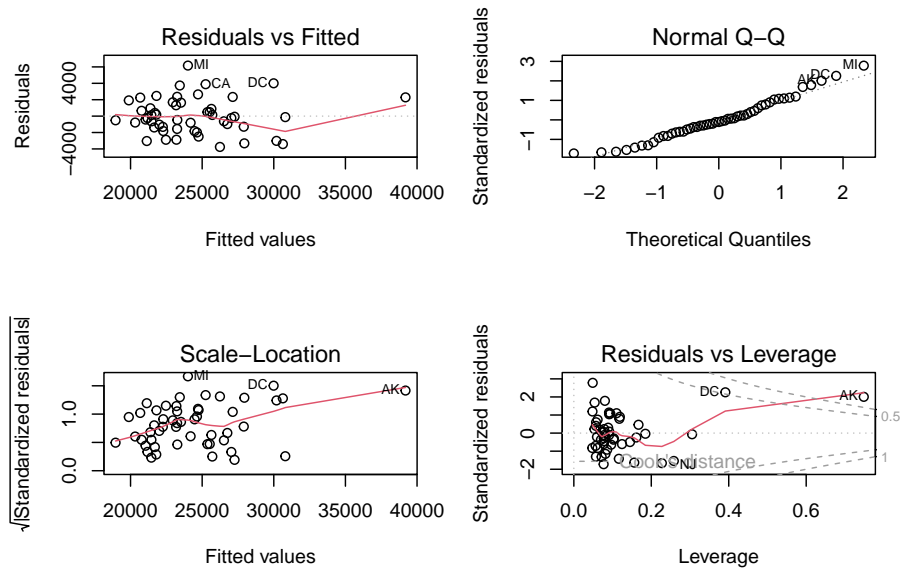 Residuals vs Fitted
Residuals
−4000
4000
MI
CA
DC
20000
25000
30000
35000
40000
Fitted values
Normal Q−Q
Standardized residuals
−1
1
3
MI
DC
AK
−2
−1
0
1
2
Theoretical Quantiles
Scale−Location
√|Standardized residuals|
0.0
1.0
MI
DC
AK
20000
25000
30000
35000
40000
Fitted values
Residuals vs Leverage
Standardized residuals
−2
0
2
DC
AK
NJ
Cook's distance
0.5
1
0.0
0.2
0.4
0.6
Leverage